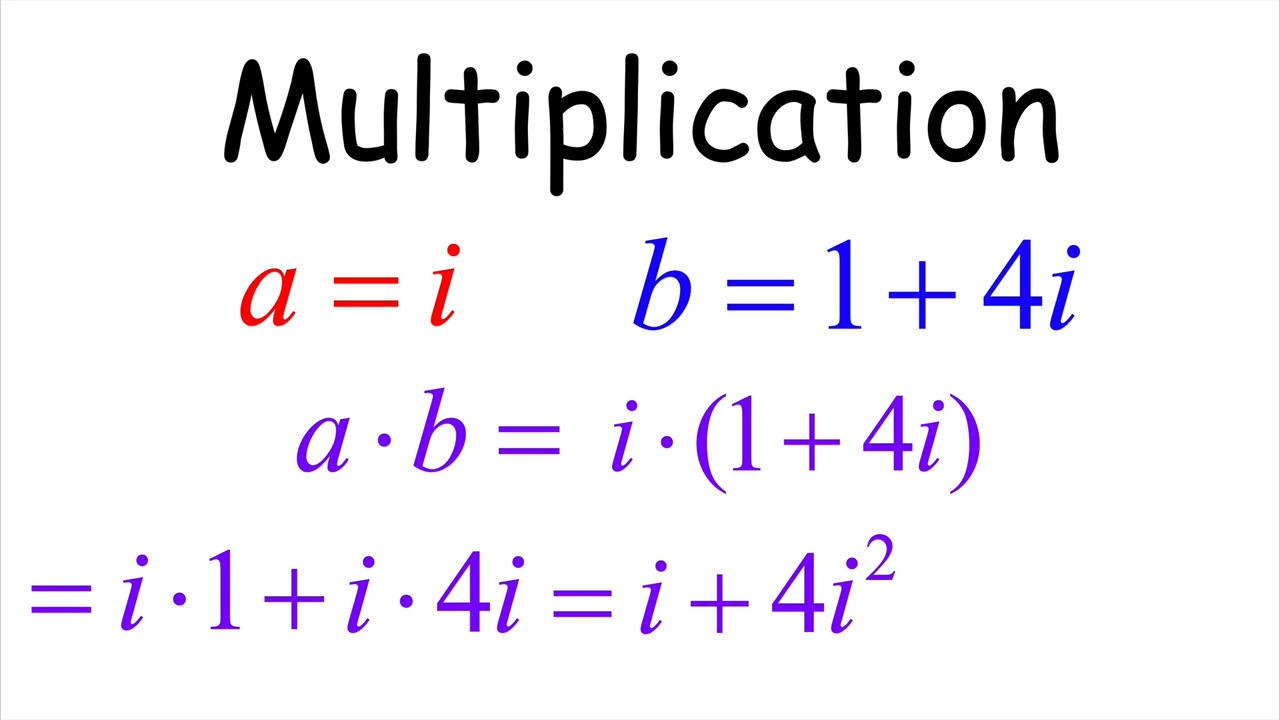 Multiplication
a = i b = 1 + 4i
a · b = i · (1 + 4i)
= i · 1 + i · 4i = i + 4i²